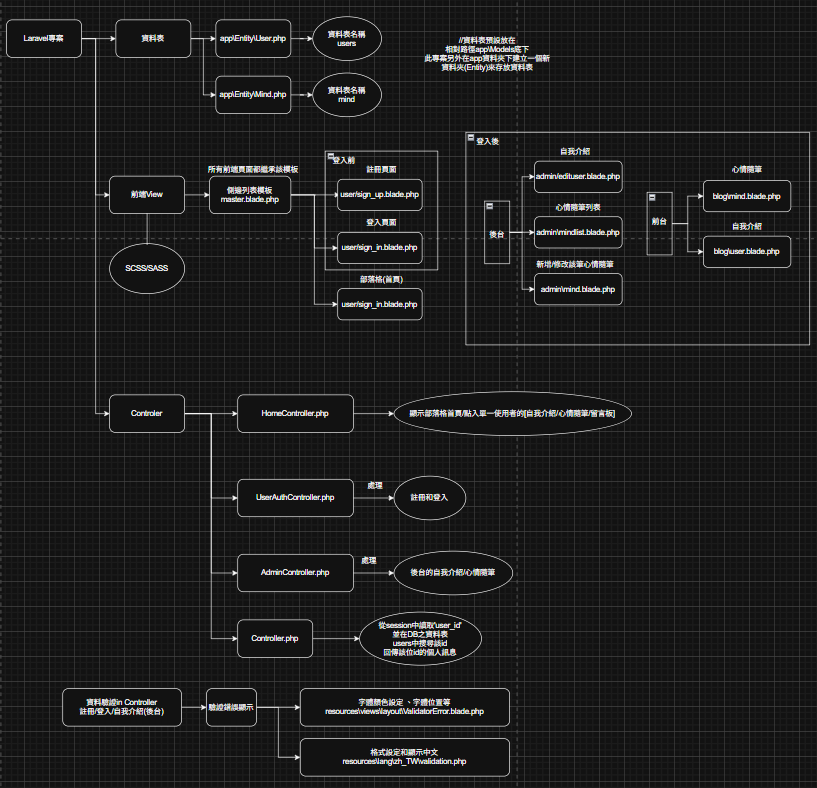 Laravel專案
資料表
app\Entity\User.php
資料表名稱
users
//資料表預設放在
相對路徑app\Models底下
此專案另外在app資料夾下建立一個新
資料夾(Entity)來存放資料表
app\Entity\Mind.php
資料表名稱
mind
所有前端頁面都繼承該模板
前端View
側邊列表模板
master.blade.php
SCSS/SASS
登入前
註冊頁面
user/sign_up.blade.php
登入頁面
user/sign_in.blade.php
部落格(首頁)
user/sign_in.blade.php
登入後
後台
自我介紹
admin/edituser.blade.php
心情隨筆列表
admin\mindlist.blade.php
新增/修改該筆心情隨筆
admin\mind.blade.php
前台
心情隨筆
blog\mind.blade.php
自我介紹
blog\user.blade.php
Controler
HomeController.php
顯示部落格首頁/點入單一使用者的[自我介紹/心情隨筆/留言板]
UserAuthController.php
處理
註冊和登入
AdminController.php
處理
後台的自我介紹/心情隨筆
Controller.php
從session中讀取"user_id"
並在DB之資料表
users中搜尋該id
回傳該位id的個人訊息
資料驗證in Controller
註冊/登入/自我介紹(後台)
驗證錯誤顯示
字體顏色設定 、字體位置等
resources\views\layout\ValidatorError.blade.php
格式設定和顯示中文
resources\lang\zh_TW\validation.php